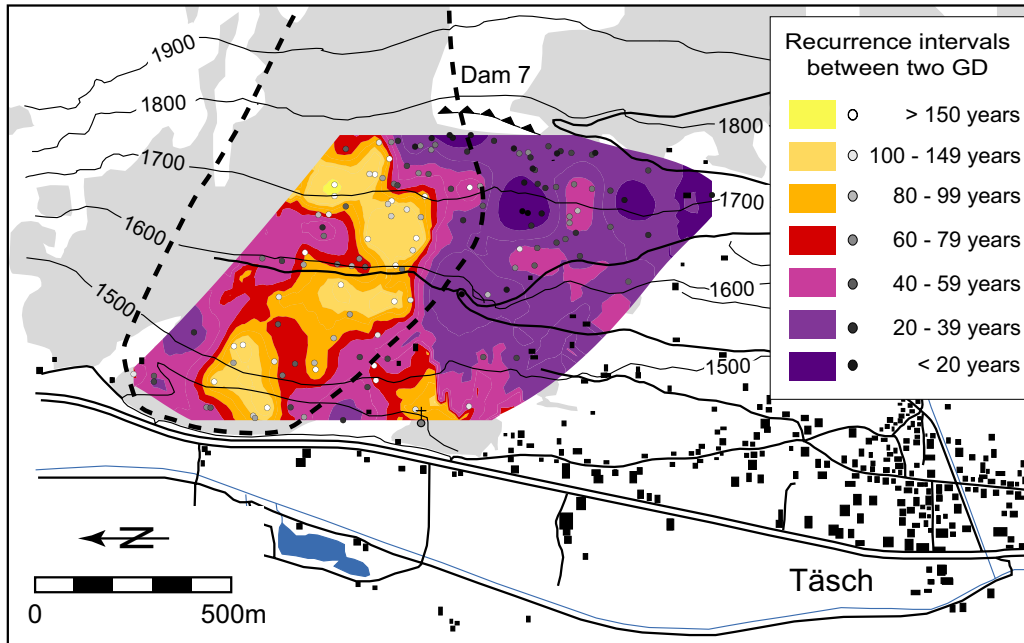 Recurrence intervals
between two GD
> 150 years
100 - 149 years
80 - 99 years
60 - 79 years
40 - 59 years
20 - 39 years
< 20 years
Dam 7
1900
1800
1700
1600
1500
1800
1700
1600
1500
N
0 500m
Täsch